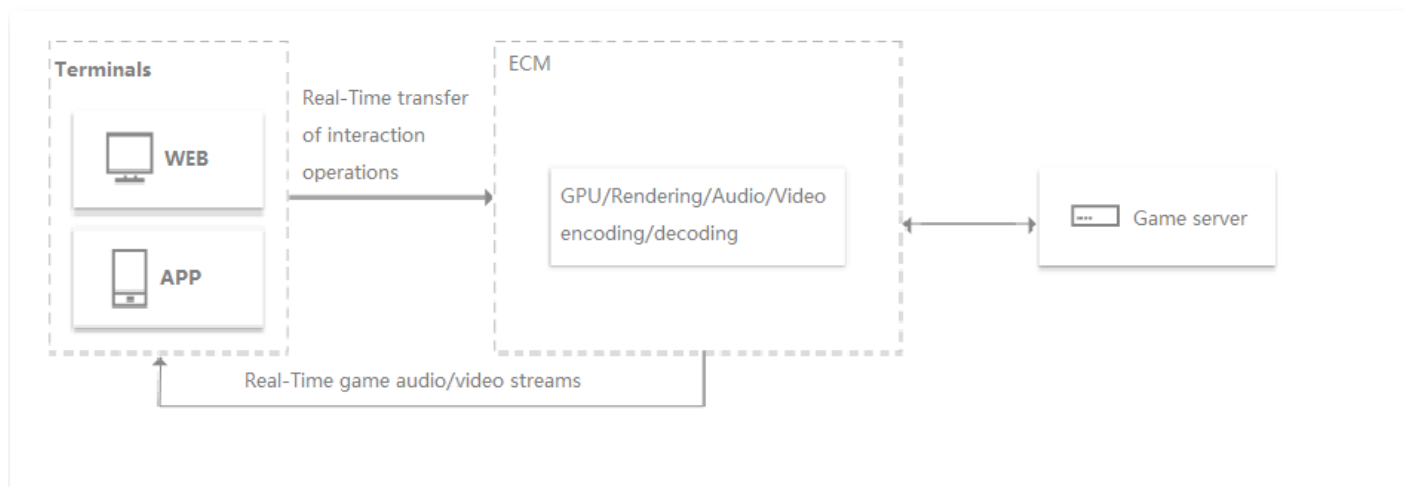 Terminals
WEB
APP
Real-Time transfer
of interaction
operations
ECM
GPU/Rendering/Audio/Video
encoding/decoding
Game server
Real-Time game audio/video streams